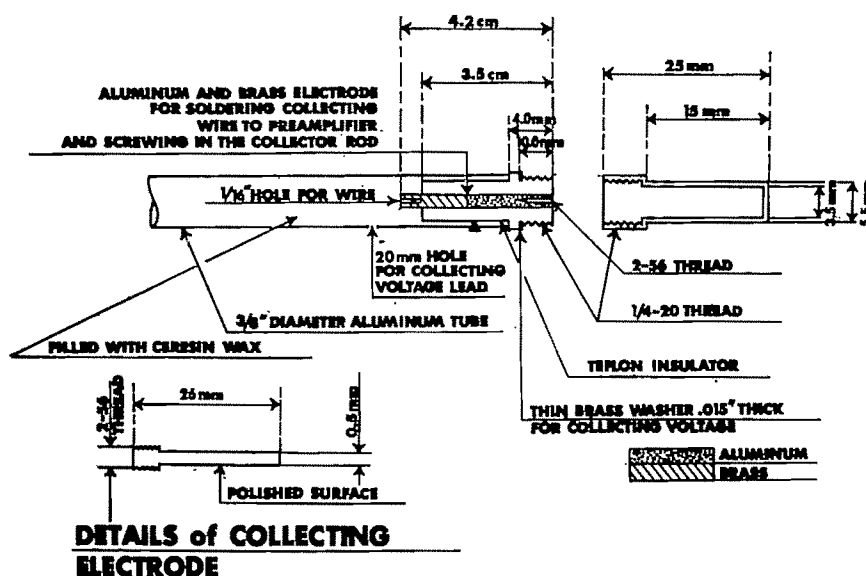 4.2 cm
3.5 cm
25 mm
ALUMINUM AND BRASS ELECTRODE
FOR SOLDERING COLLECTING
WIRE TO PREAMPLIFIER
AND SCREWING IN THE COLLECTOR ROD
4.0mm
15 mm
1/16" HOLE FOR WIRE
3.5 mm
20 mm HOLE
FOR COLLECTING
VOLTAGE LEAD
2-56 THREAD
3/8" DIAMETER ALUMINUM TUBE
1/4-20 THREAD
FILLED WITH CERESIN WAX
TEFLON INSULATOR
2-56
THREAD
26 mm
0.5 mm
THIN BRASS WASHER .015" THICK
FOR COLLECTING VOLTAGE
ALUMINUM
BRASS
POLISHED SURFACE
DETAILS of COLLECTING
ELECTRODE